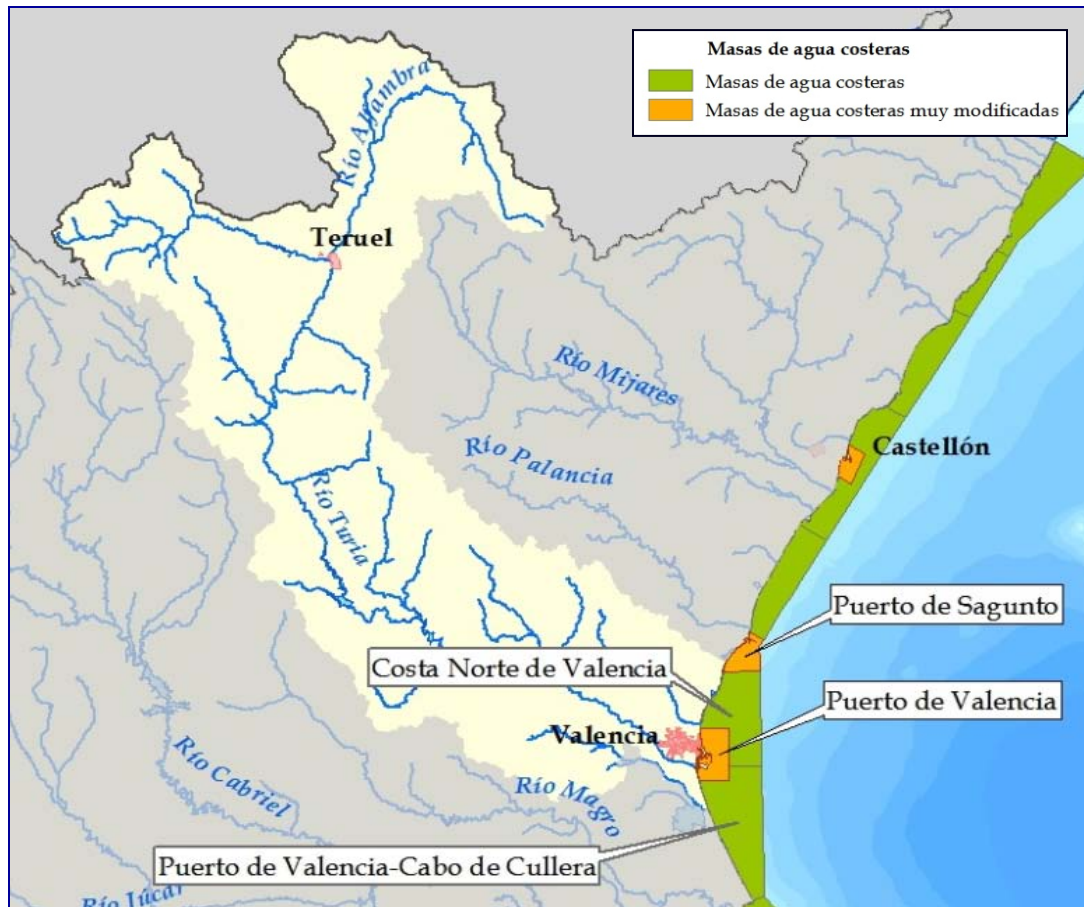 Masas de agua costeras
Masas de agua costeras
Masas de agua costeras muy modificadas
Río Alfambra
Teruel
Río Mijares
Castellón
Río Palancia
Río Turia
Puerto de Sagunto
Costa Norte de Valencia
Puerto de Valencia
Valencia
Río Cabriel
Río Magro
Puerto de Valencia-Cabo de Cullera
Río Júcar